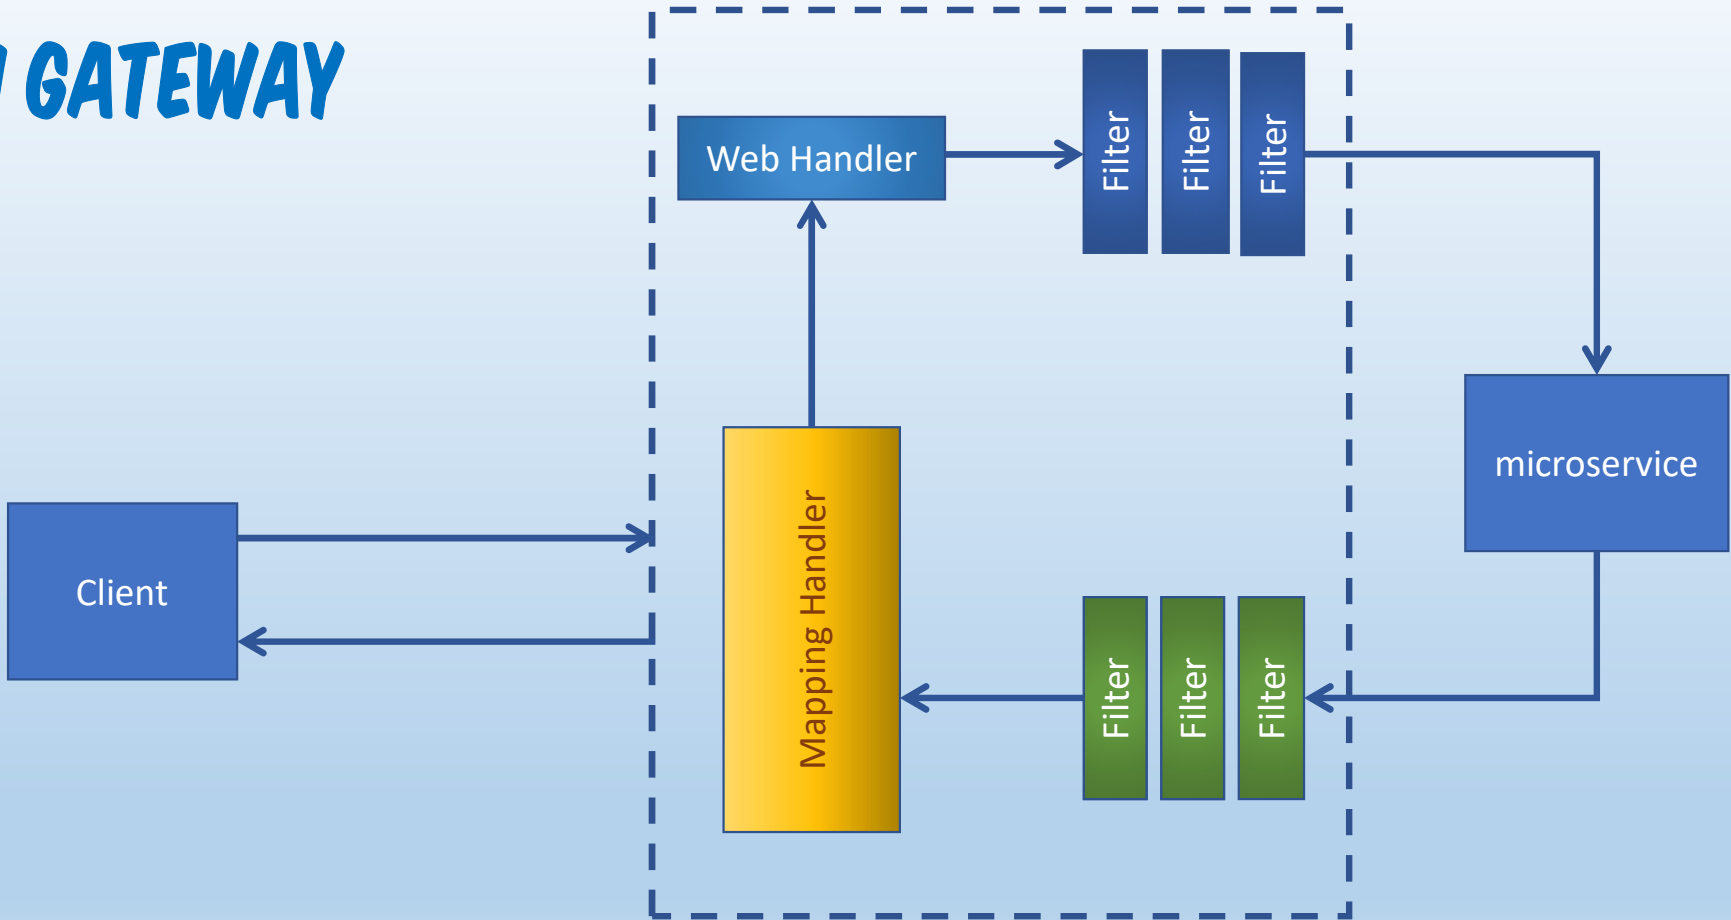 GATEWAY
Web Handler
Filter
Filter
Filter
microservice
Client
Mapping Handler
Filter
Filter
Filter